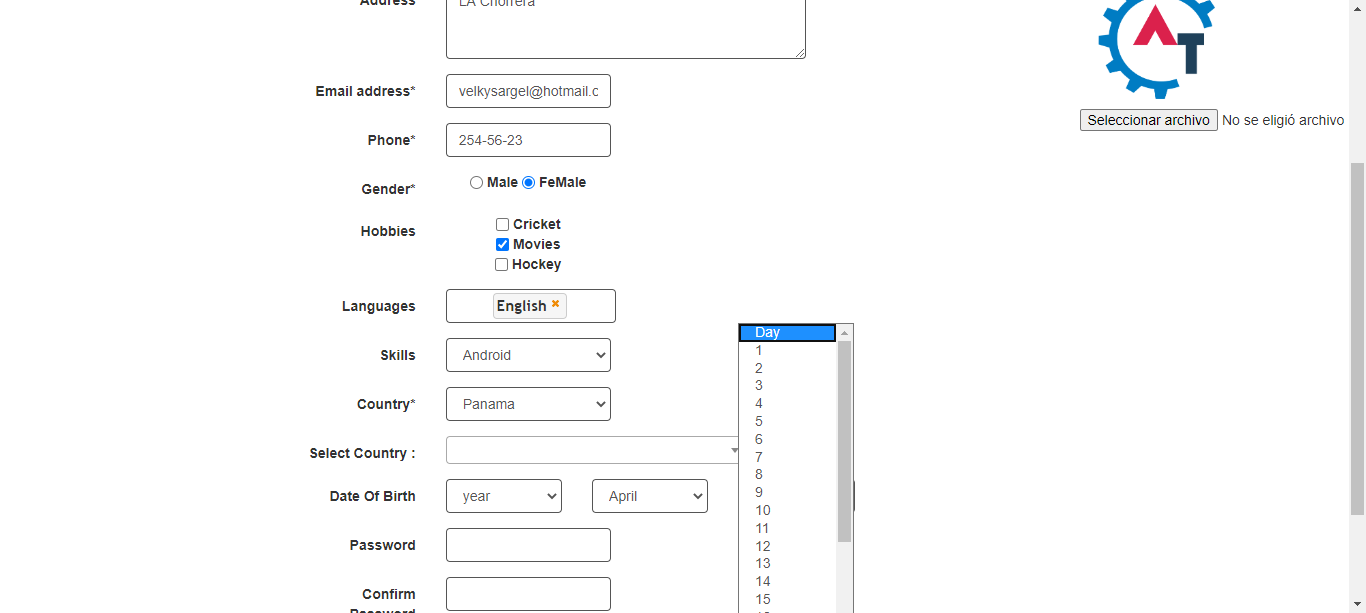 Address
LA Chorrera
AT
Seleccionar archivo No se eligió archivo
Email address*
velkysargel@hotmail.c
Phone*
254-56-23
Gender*
Male FeMale
Hobbies
Cricket
Movies
Hockey
Languages
English
Skills
Android
Country*
Panama
Select Country :
Date Of Birth
year
April
Day
1
2
3
4
5
6
7
8
9
10
11
12
13
14
15
Password
Confirm
Password